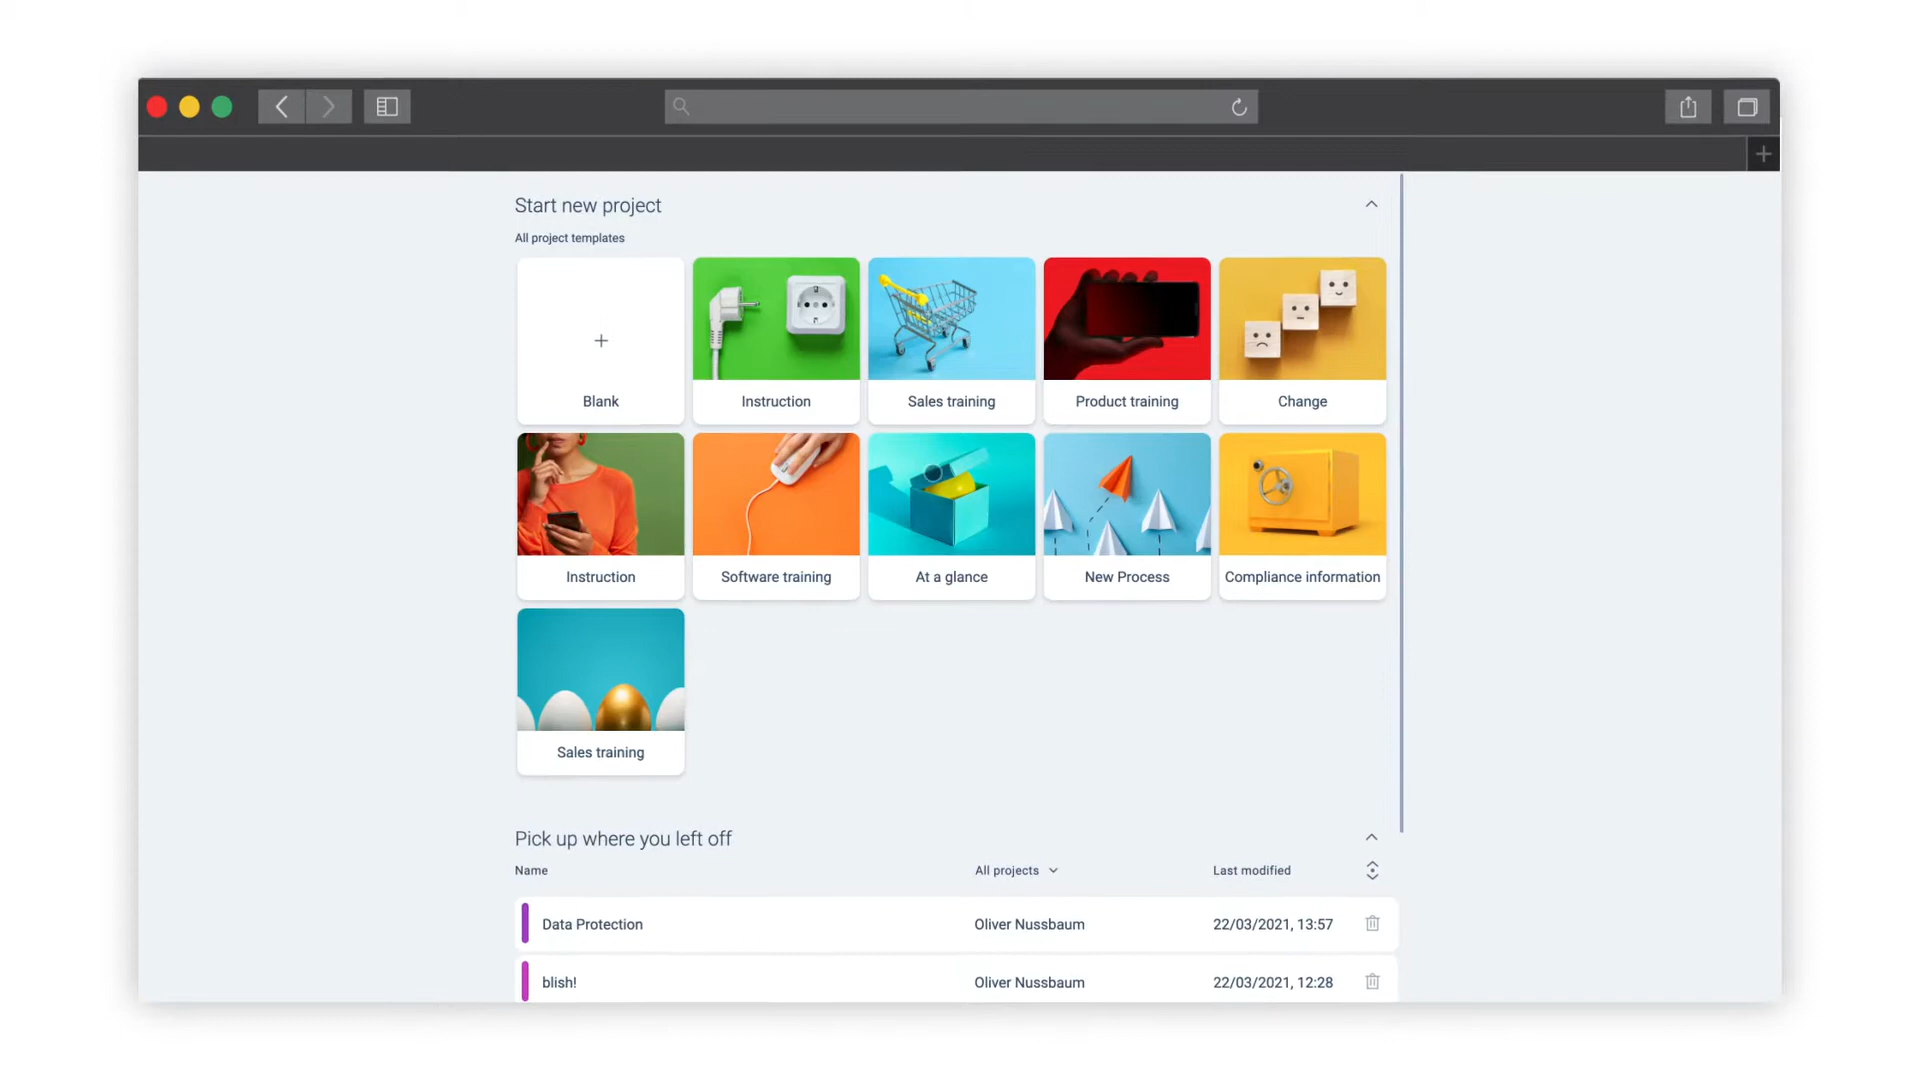 Start new project
All project templates
Blank
Instruction
Sales training
Product training
Change
Instruction
Software training
At a glance
New Process
Compliance information
Sales training
Pick up where you left off
Name All projects Last modified
Data Protection Oliver Nussbaum 22/03/2021, 13:57
blish! Oliver Nussbaum 22/03/2021, 12:28